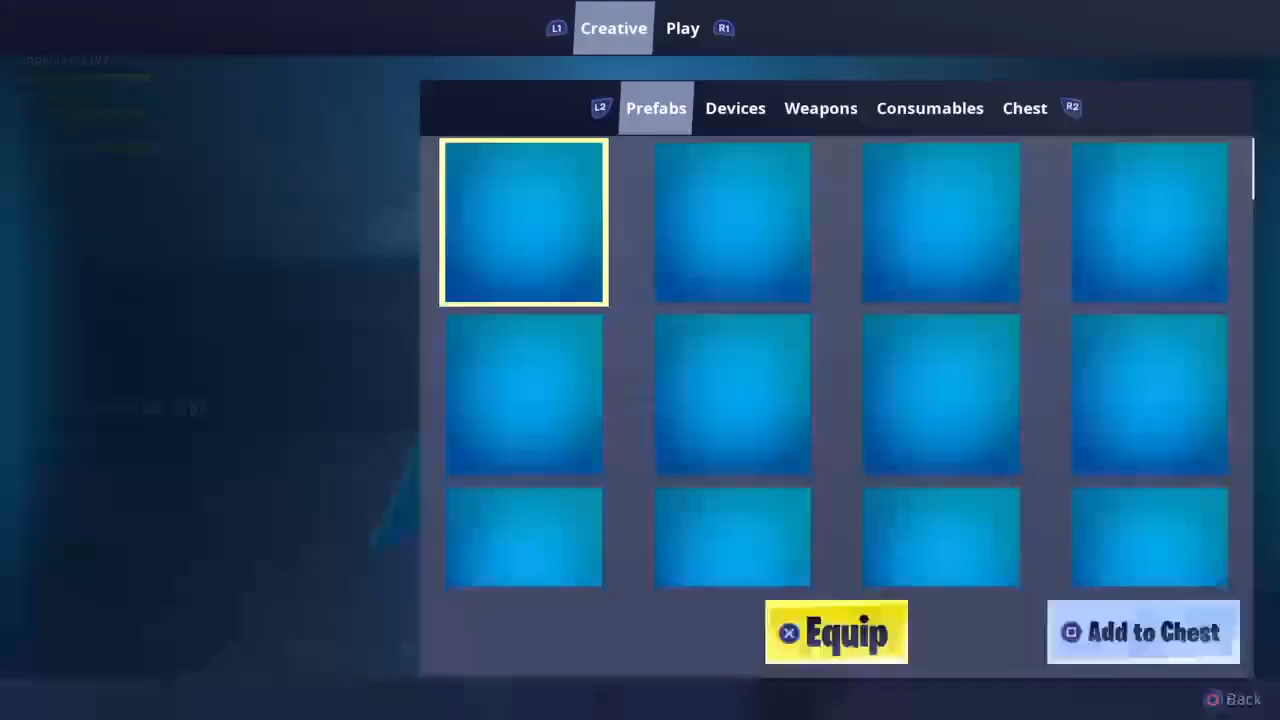 L1 Creative Play R1
L2 Prefabs Devices Weapons Consumables Chest R2
Equip
Add to Chest
Back